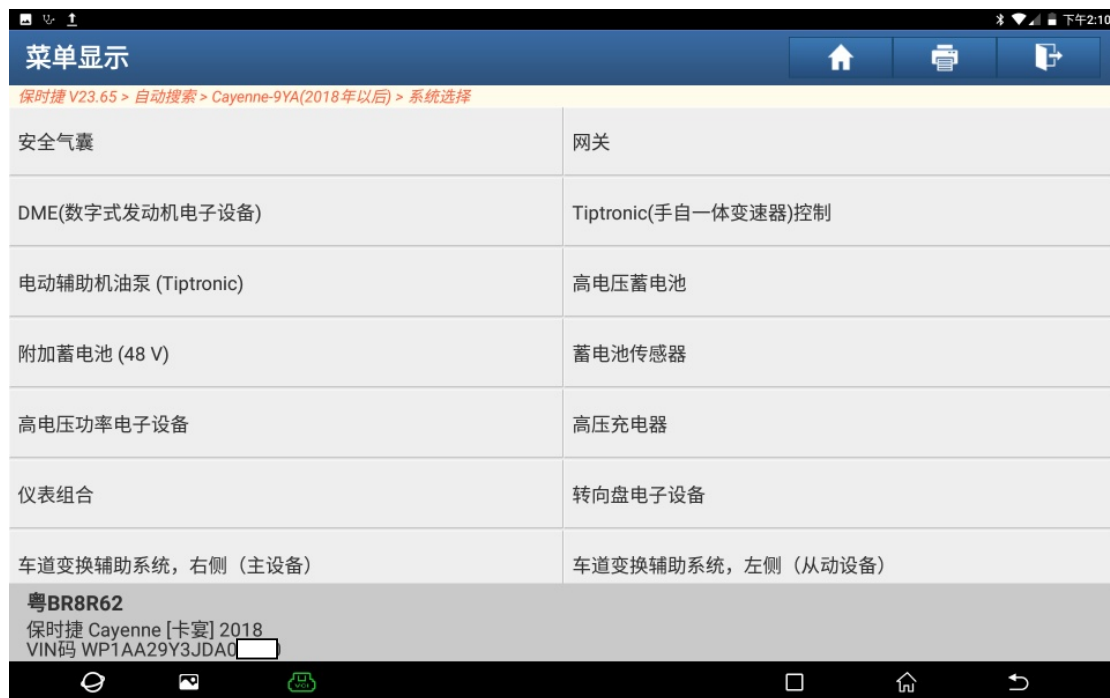 下午2:10
菜单显示
保时捷 V23.65 > 自动搜索 > Cayenne-9YA(2018年以后) > 系统选择
安全气囊
网关
DME(数字式发动机电子设备)
Tiptronic(手自一体变速器)控制
电动辅助机油泵 (Tiptronic)
高电压蓄电池
附加蓄电池 (48 V)
蓄电池传感器
高电压功率电子设备
高压充电器
仪表组合
转向盘电子设备
车道变换辅助系统，右侧（主设备）
车道变换辅助系统，左侧（从动设备）
粤BR8R62
保时捷 Cayenne [卡宴] 2018
VIN码 WP1AA29Y3JDA0
VCI